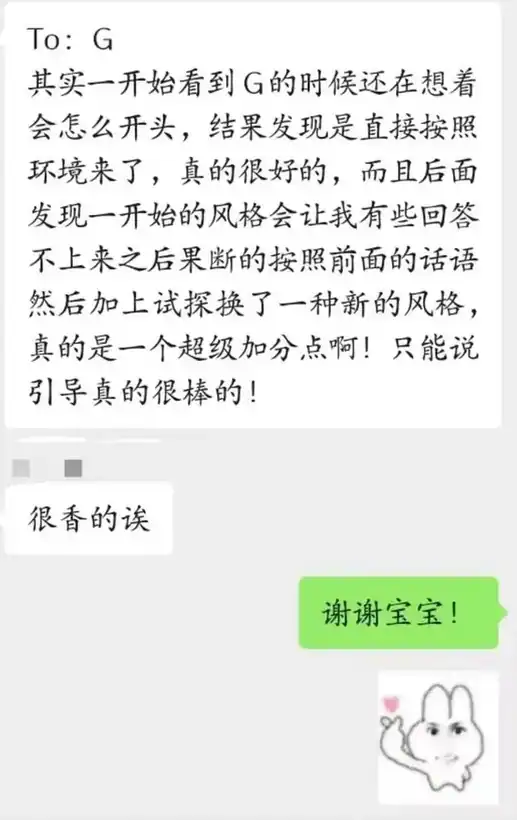 To：G
其实一开始看到G的时候还在想着
会怎么开头，结果发现是直接按照
环境来了，真的很好的，而且后面
发现一开始的风格会让我有些回答
不上来之后果断的按照前面的话语
然后加上试探换了一种新的风格，
真的是一个超级加分点啊！只能说
引导真的很棒的！
很香的诶
谢谢宝宝！